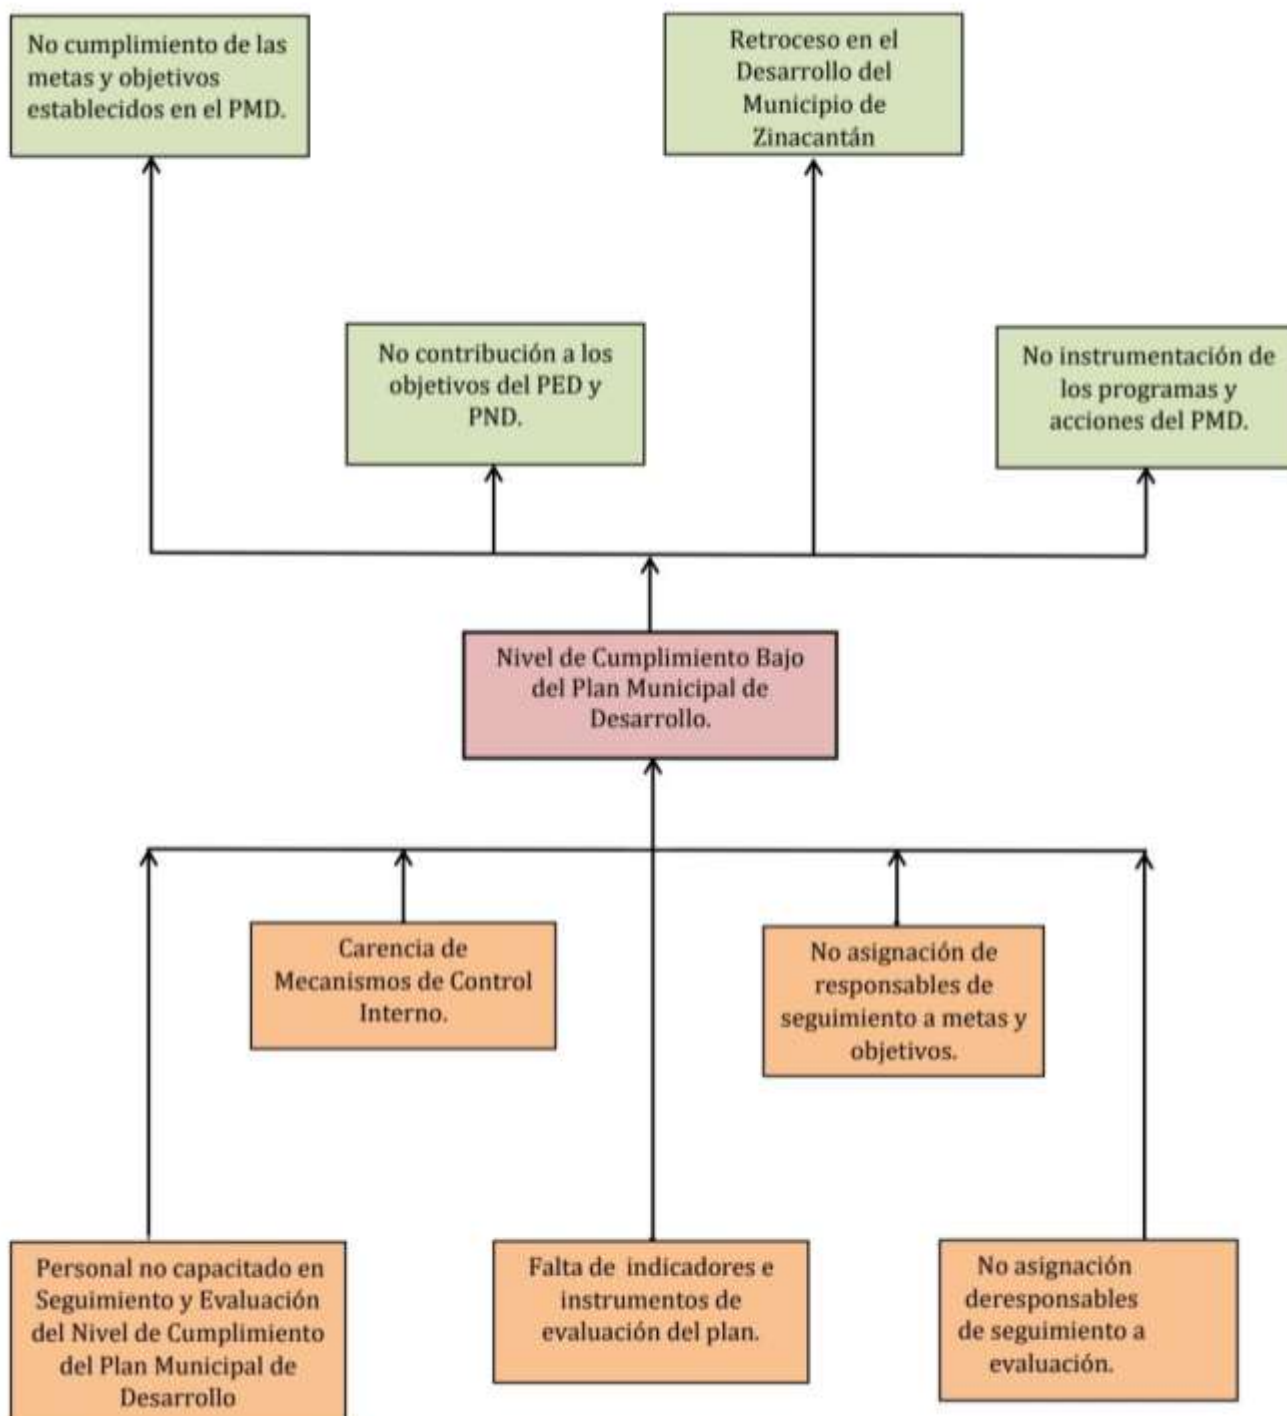 No cumplimiento de las
metas y objetivos
establecidos en el PMD.
Retroceso en el
Desarrollo del
Municipio de
Zinacantán
No contribución a los
objetivos del PED y
PND.
No instrumentación de
los programas y
acciones del PMD.
Nivel de Cumplimiento Bajo
del Plan Municipal de
Desarrollo.
Carencia de
Mecanismos de Control
Interno.
No asignación de
responsables de
seguimiento a metas y
objetivos.
Personal no capacitado en
Seguimiento y Evaluación
del Nivel de Cumplimiento
del Plan Municipal de
Desarrollo
Falta de indicadores e
instrumentos de
evaluación del plan.
No asignación
deresponsables
de seguimiento a
evaluación.